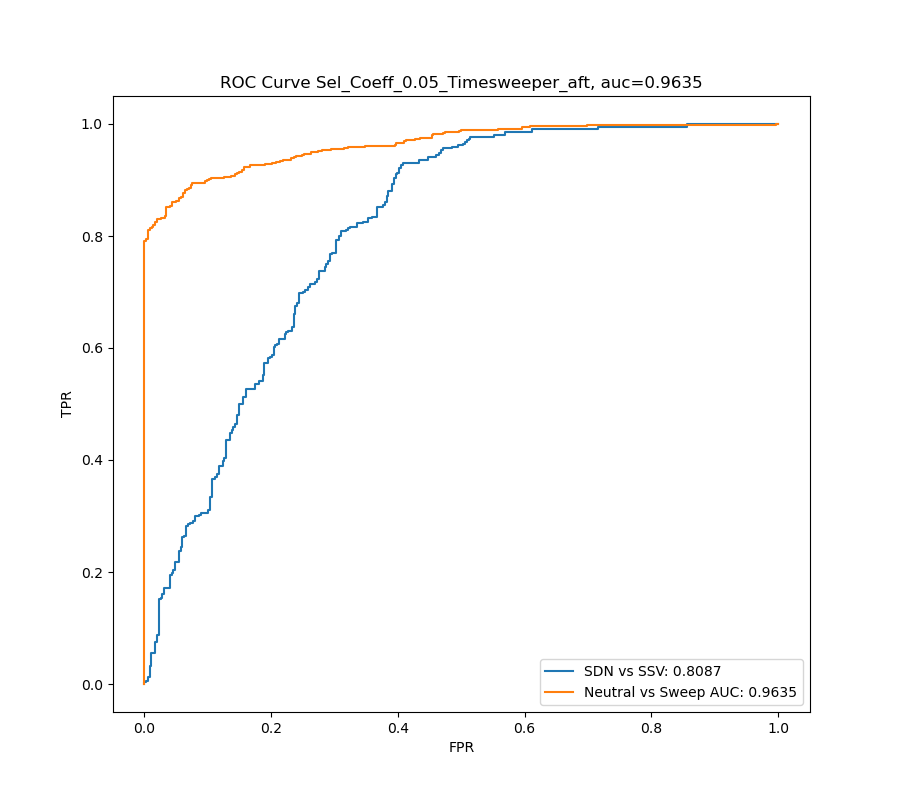 ROC Curve Sel_Coeff_0.05_Timesweeper_aft, auc=0.9635
1.0
0.8
0.6
0.4
0.2
0.0
TPR
0.0 0.2 0.4 0.6 0.8 1.0
FPR
SDN vs SSV: 0.8087
Neutral vs Sweep AUC: 0.9635